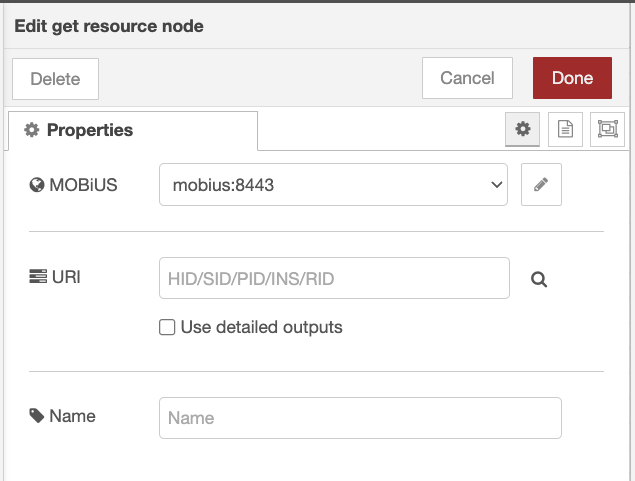 Edit get resource node
Delete
Cancel
Done
Properties
MOBiUS
mobius:8443
URI
HID/SID/PID/INS/RID
Use detailed outputs
Name
Name